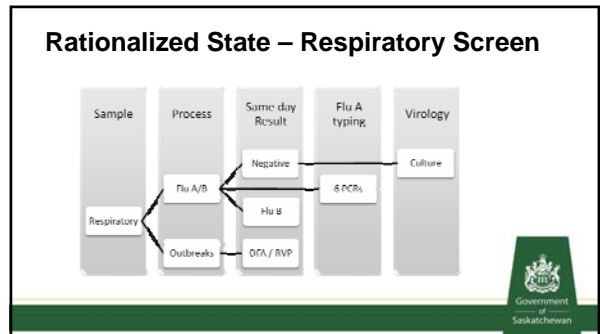 Rationalized State – Respiratory Screen
Sample
Process
Same day
Result
Flu A
typing
Virology
Negative
Culture
Flu A/B
6 PCRs
Flu B
Respiratory
Outbreaks
DFA / RVP
Government
of
Saskatchewan